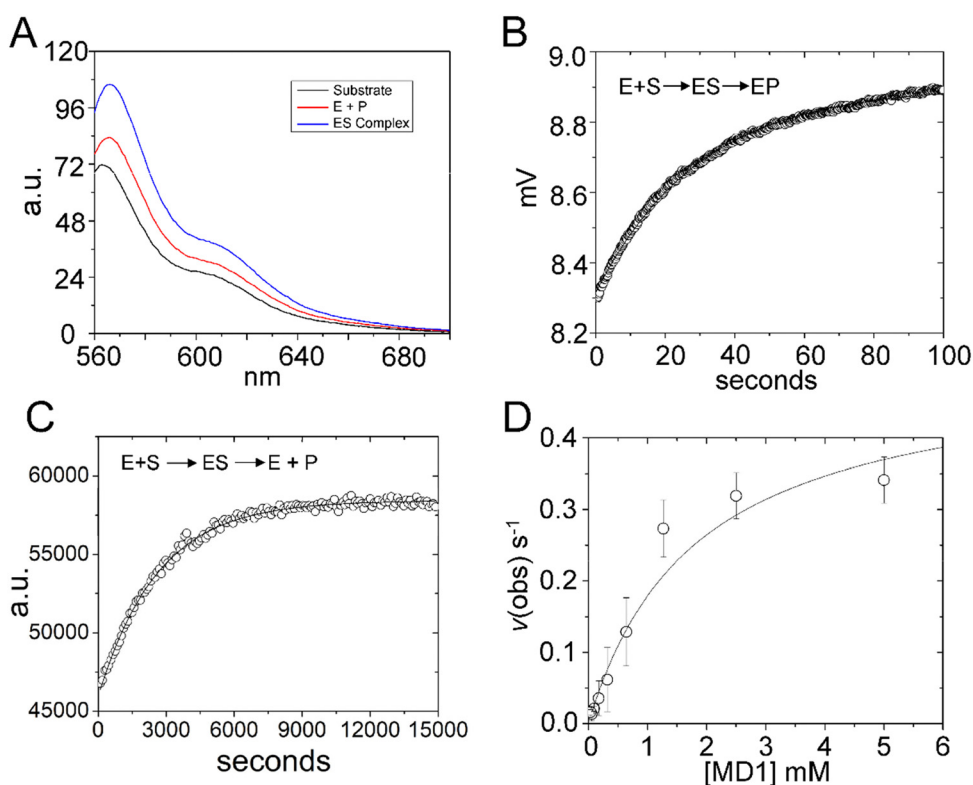 A
120
96
72
48
24
0
a.u.
Substrate
E + P
ES Complex
560 600 640 680
nm
B
9.0
8.8
8.6
8.4
8.2
mV
E+S→ES→EP
0 20 40 60 80 100
seconds
C
60000
55000
50000
45000
a.u.
E+S → ES → E + P
0 3000 6000 9000 12000 15000
seconds
D
0.4
0.3
0.2
0.1
0.0
v(obs) s⁻¹
0 1 2 3 4 5 6
[MD1] mM